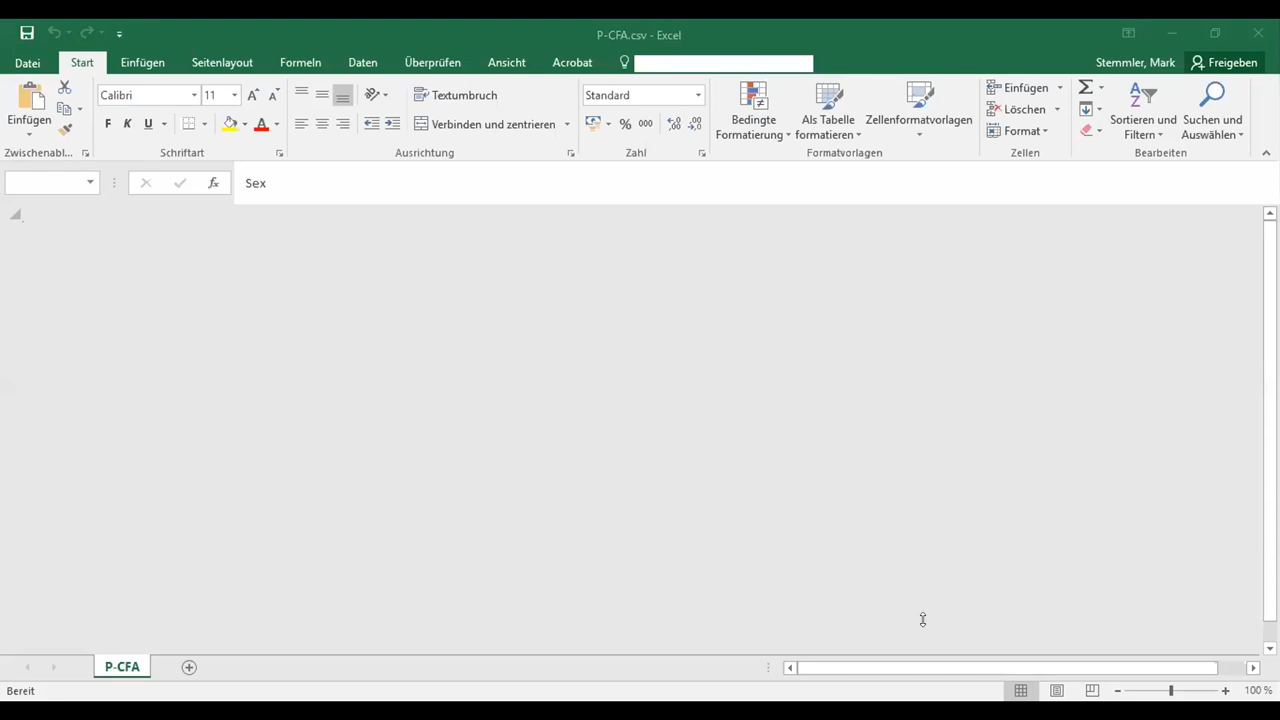 P-CFA.csv - Excel
Datei Start Einfügen Seitenlayout Formeln Daten Überprüfen Ansicht Acrobat Stemmler, Mark Freigeben
Calibri 11 Textumbruch Standard
Einfügen
F K U Verbinden und zentrieren % 000
Bedingte Formatierung
Als Tabelle formatieren
Zellenformatvorlagen
Einfügen
Löschen
Format
Sortieren und Filtern
Suchen und Auswählen
Zwischenabl... Schriftart Ausrichtung Zahl Formatvorlagen Zellen Bearbeiten
fx Sex
P-CFA
Bereit 100 %